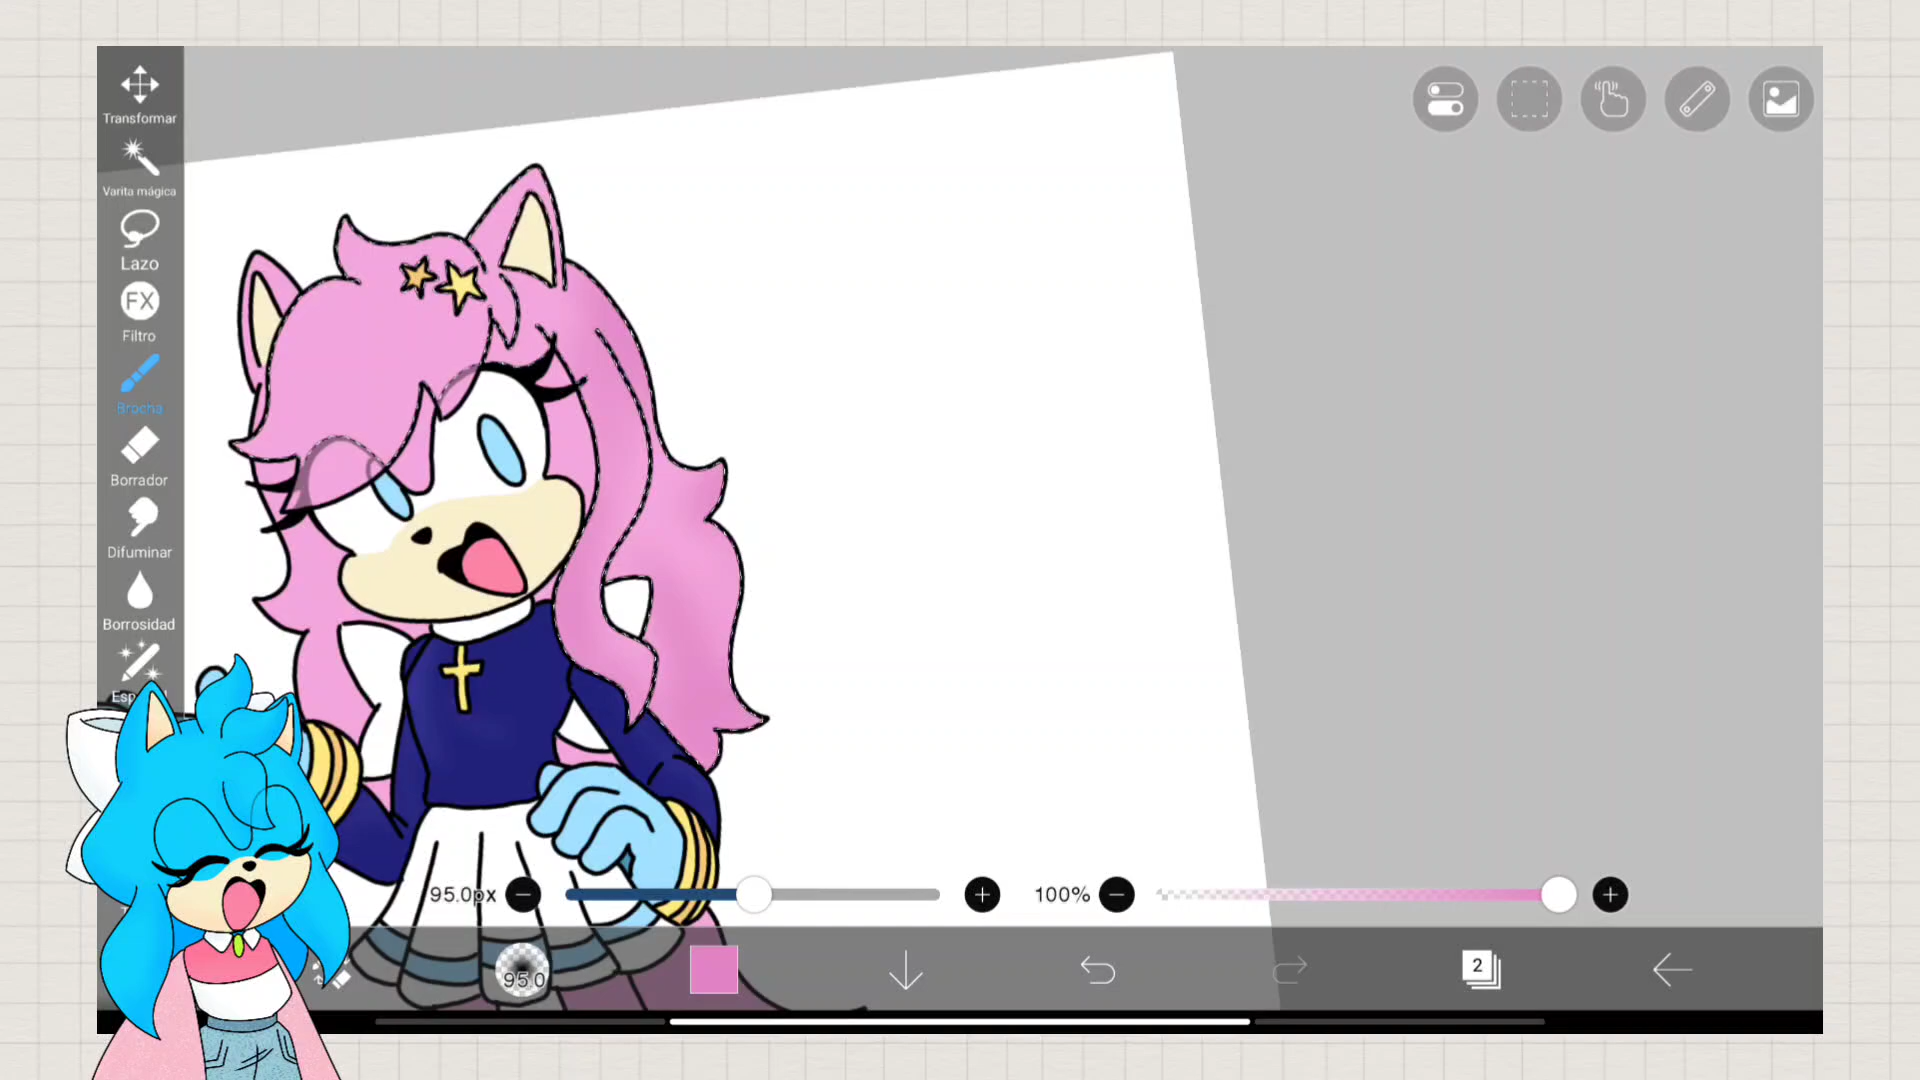 Transformar
Varita mágica
Lazo
FX
Filtro
Brocha
Borrador
Difuminar
Borrosidad
95.0px
100%
95.0
2